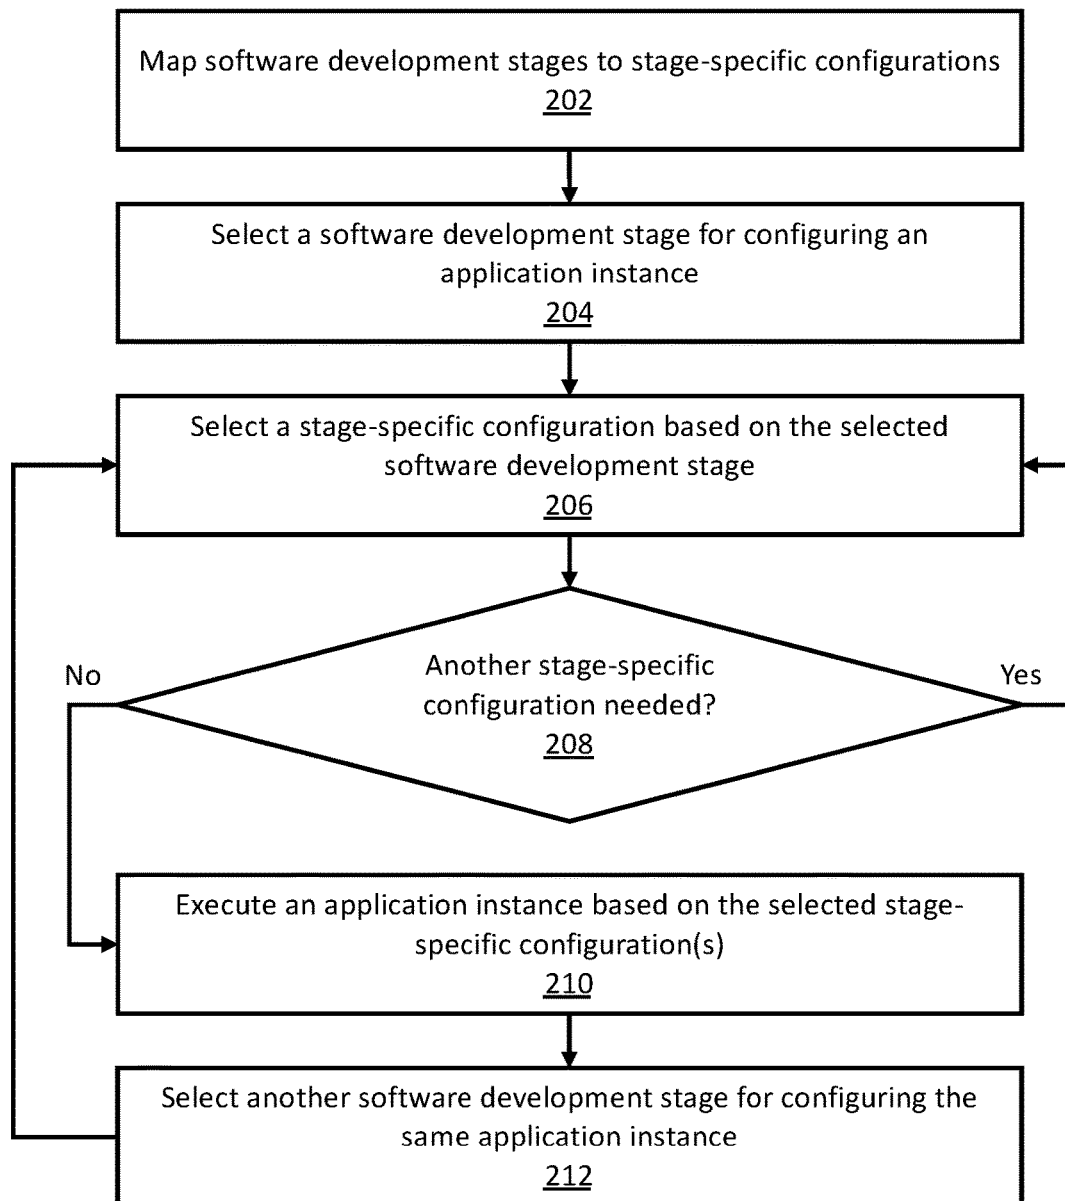 Map software development stages to stage-specific configurations
202
Select a software development stage for configuring an
application instance
204
Select a stage-specific configuration based on the selected
software development stage
206
No
Another stage-specific
configuration needed?
208
Yes
Execute an application instance based on the selected stage-
specific configuration(s)
210
Select another software development stage for configuring the
same application instance
212